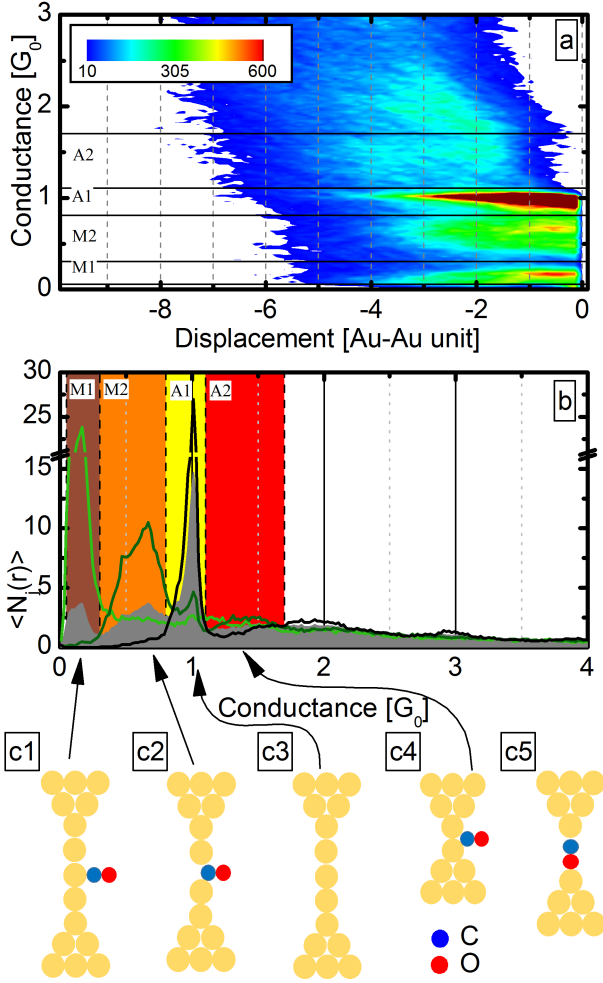 3
a
10 305 600
2
A2
1
A1
M2
M1
0
Conductance [G₀]
-8 -6 -4 -2 0
Displacement [Au-Au unit]
30
M1 M2 A1 A2
b
25
15
10
5
0
<Nᵢ(r)>
0 1 2 3 4
Conductance [G₀]
c1 c2 c3 c4 c5
C
O